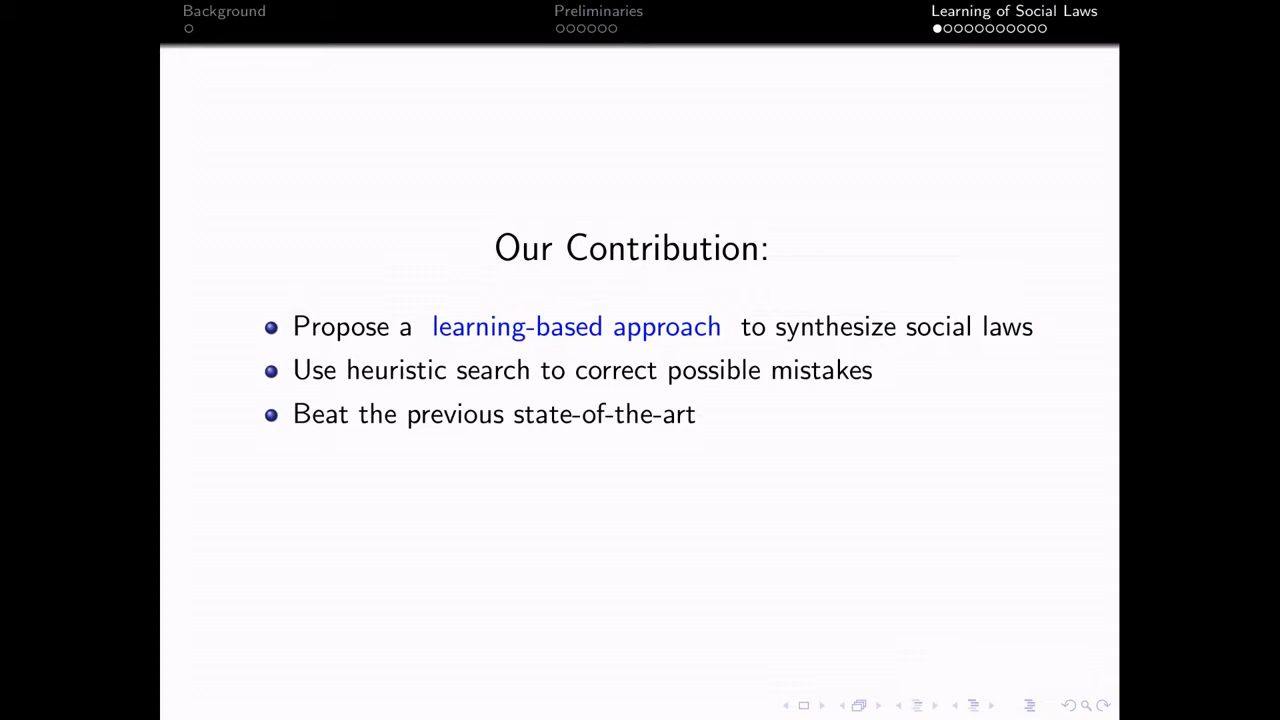 Background
Preliminaries
Learning of Social Laws
Our Contribution:
Propose a learning-based approach to synthesize social laws
Use heuristic search to correct possible mistakes
Beat the previous state-of-the-art